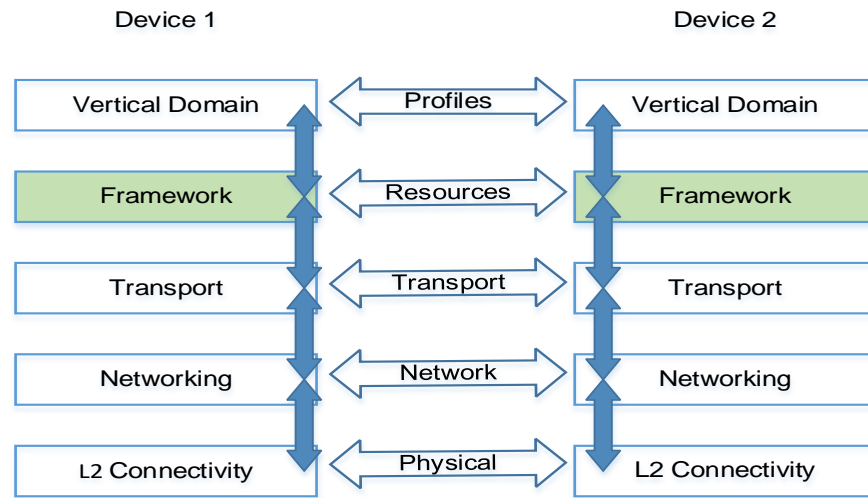 Device 1
Device 2
Vertical Domain
Profiles
Vertical Domain
Framework
Resources
Framework
Transport
Transport
Transport
Networking
Network
Networking
L2 Connectivity
Physical
L2 Connectivity